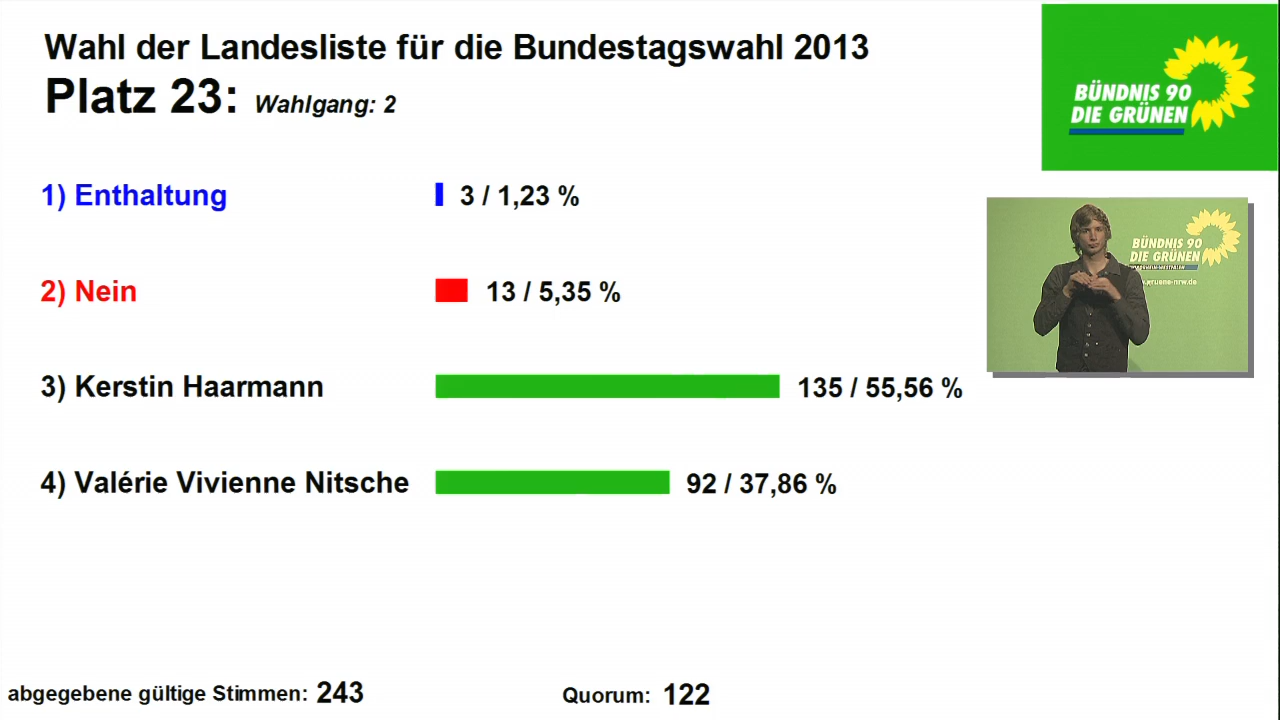 Wahl der Landesliste für die Bundestagswahl 2013
Platz 23: Wahlgang: 2
BÜNDNIS 90
DIE GRÜNEN
1) Enthaltung 3 / 1,23 %
2) Nein 13 / 5,35 %
3) Kerstin Haarmann 135 / 55,56 %
4) Valérie Vivienne Nitsche 92 / 37,86 %
BÜNDNIS 90
DIE GRÜNEN
NORDRHEIN-WESTFALEN
gruene-nrw.de
abgegebene gültige Stimmen: 243 Quorum: 122